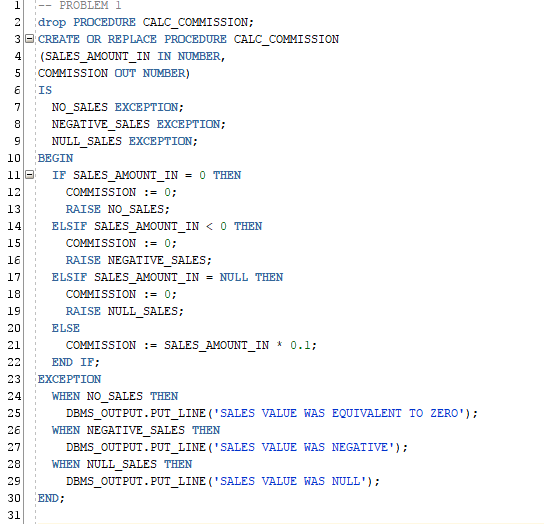 1 -- PROBLEM 1
2 drop PROCEDURE CALC_COMMISSION;
3 CREATE OR REPLACE PROCEDURE CALC_COMMISSION
4 (SALES_AMOUNT_IN IN NUMBER,
5 COMMISSION OUT NUMBER)
6 IS
7   NO_SALES EXCEPTION;
8   NEGATIVE_SALES EXCEPTION;
9   NULL_SALES EXCEPTION;
10 BEGIN
11   IF SALES_AMOUNT_IN = 0 THEN
12     COMMISSION := 0;
13     RAISE NO_SALES;
14   ELSIF SALES_AMOUNT_IN < 0 THEN
15     COMMISSION := 0;
16     RAISE NEGATIVE_SALES;
17   ELSIF SALES_AMOUNT_IN = NULL THEN
18     COMMISSION := 0;
19     RAISE NULL_SALES;
20   ELSE
21     COMMISSION := SALES_AMOUNT_IN * 0.1;
22   END IF;
23 EXCEPTION
24   WHEN NO_SALES THEN
25     DBMS_OUTPUT.PUT_LINE('SALES VALUE WAS EQUIVALENT TO ZERO');
26   WHEN NEGATIVE_SALES THEN
27     DBMS_OUTPUT.PUT_LINE('SALES VALUE WAS NEGATIVE');
28   WHEN NULL_SALES THEN
29     DBMS_OUTPUT.PUT_LINE('SALES VALUE WAS NULL');
30 END;
31